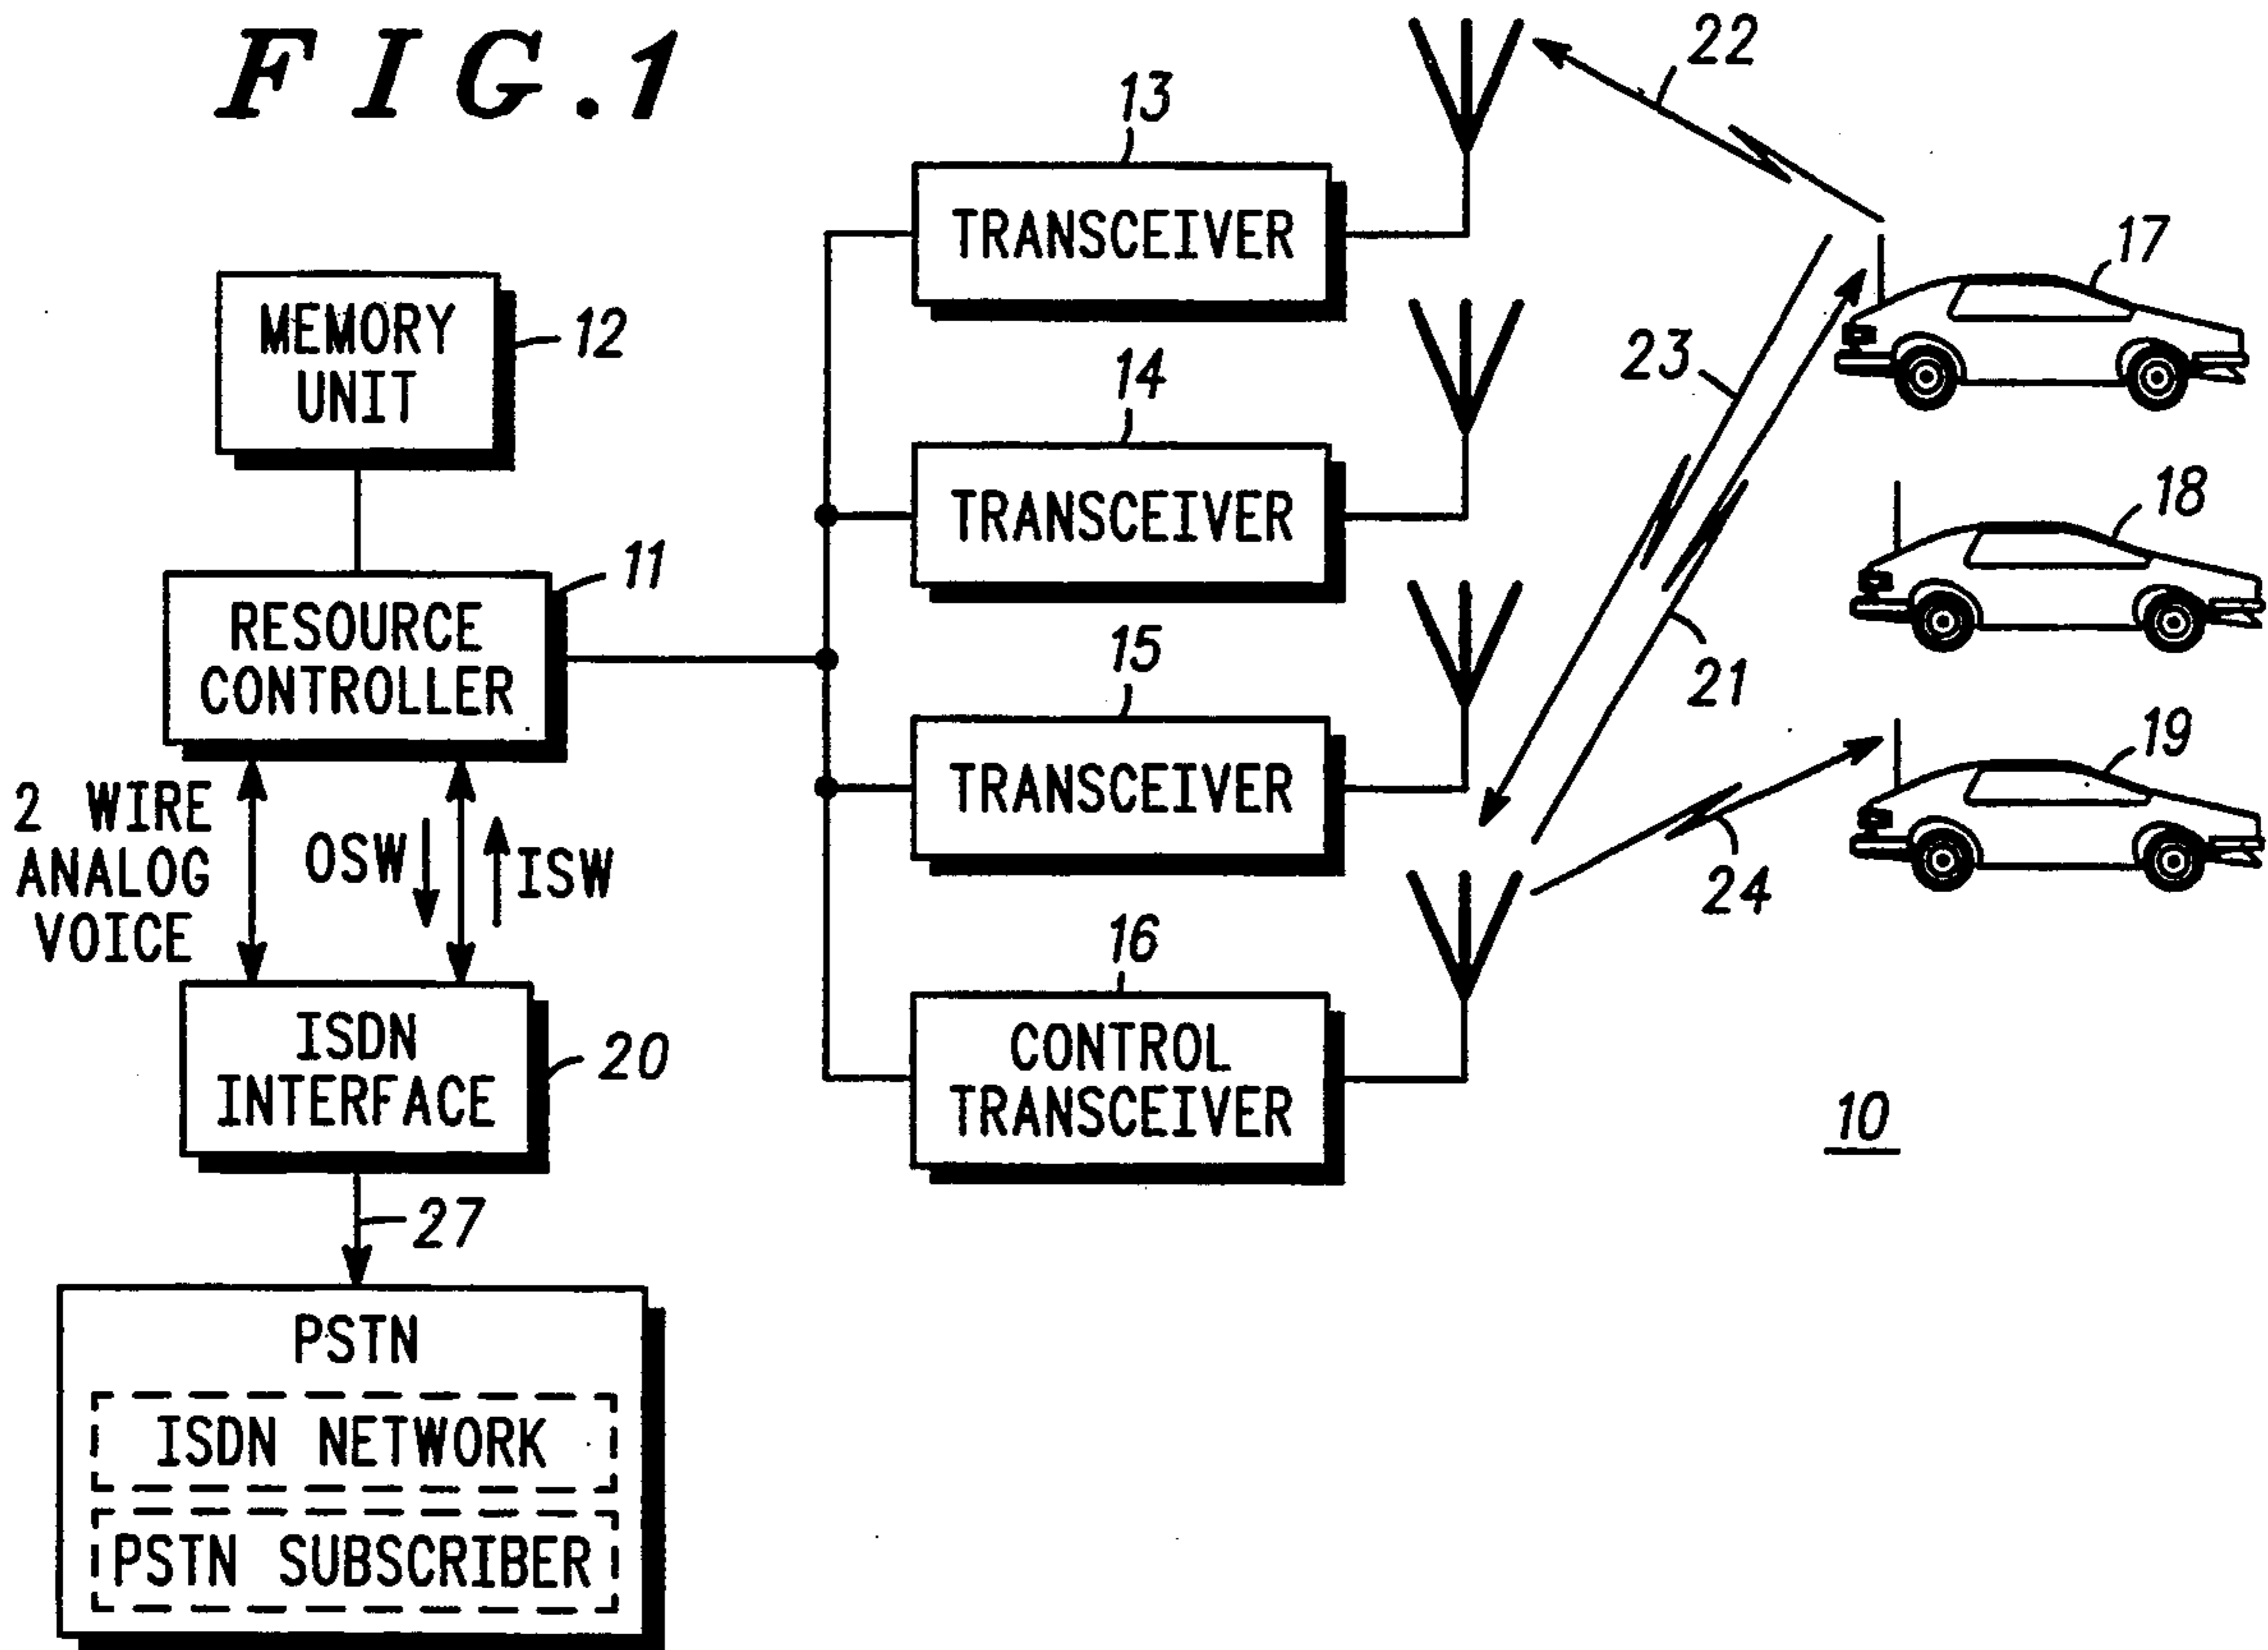 FIG.1
MEMORY
UNIT
12
RESOURCE
CONTROLLER
11
2 WIRE
ANALOG
VOICE
OSW
ISW
ISDN
INTERFACE
20
27
PSTN
ISDN NETWORK
PSTN SUBSCRIBER
13
TRANSCEIVER
14
TRANSCEIVER
15
TRANSCEIVER
16
CONTROL
TRANSCEIVER
22
17
23
18
21
19
24
10